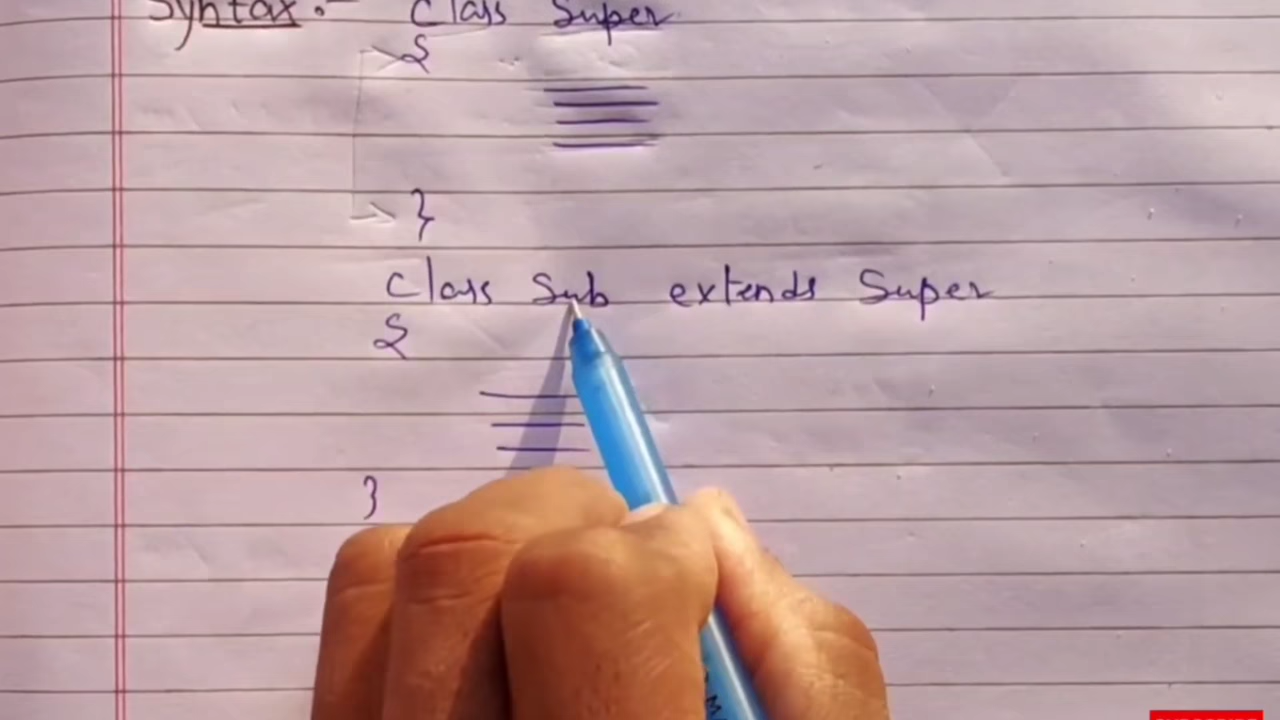 Syntax :- Class Super
{
}
Class Sub extends Super
{
}